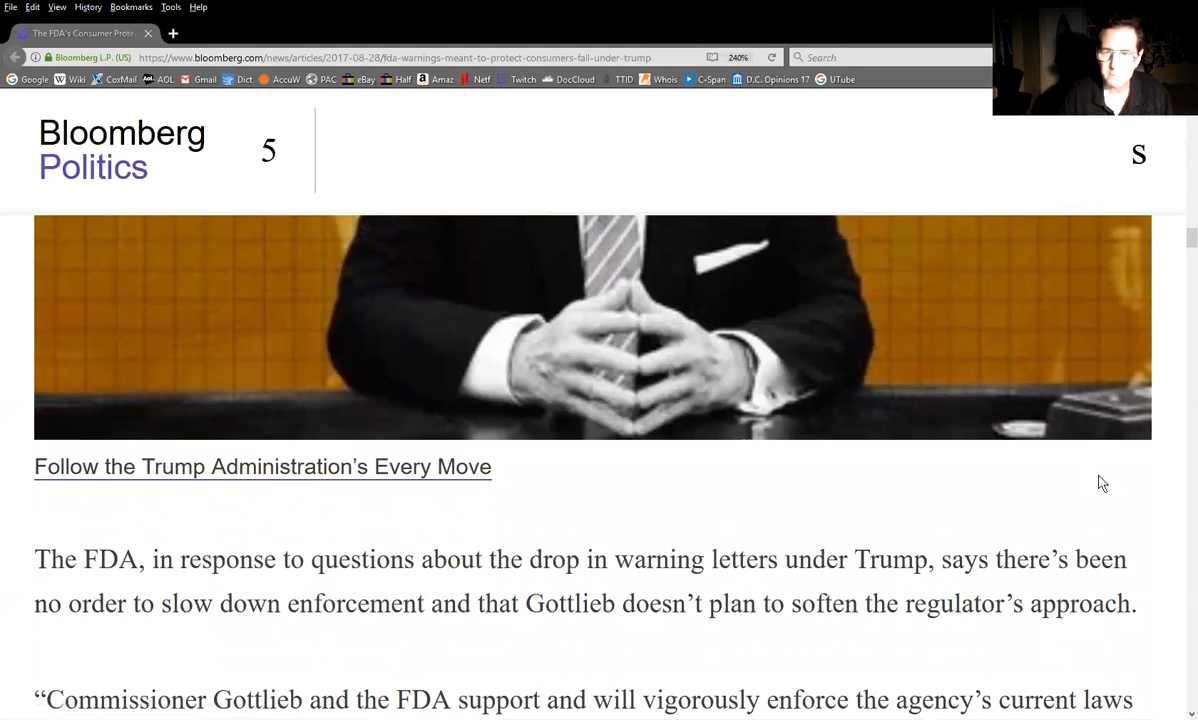 File Edit View History Bookmarks Tools Help
The FDA's Consumer Prote
Bloomberg L.P. (US) https://www.bloomberg.com/news/articles/2017-08-28/fda-warnings-meant-to-protect-consumers-fall-under-trump 240% Search
Google Wiki CoxMail AOL Gmail Dict AccuW PAC eBay Half Amaz Netf Twitch DocCloud TTID Whois C-Span D.C. Opinions 17 UTube
Bloomberg
Politics
5
s
Follow the Trump Administration’s Every Move
The FDA, in response to questions about the drop in warning letters under Trump, says there’s been
no order to slow down enforcement and that Gottlieb doesn’t plan to soften the regulator’s approach.
“Commissioner Gottlieb and the FDA support and will vigorously enforce the agency’s current laws